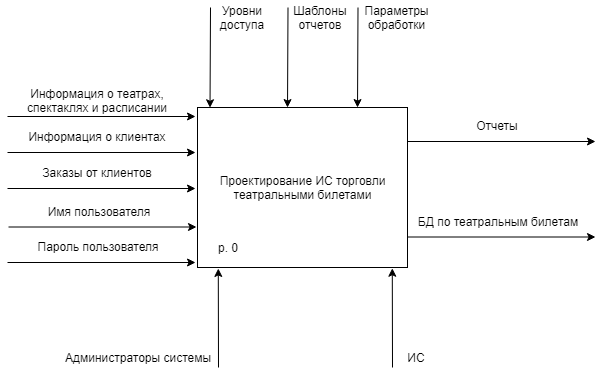 Уровни
доступа
Шаблоны
отчетов
Параметры
обработки
Информация о театрах,
спектаклях и расписании
Информация о клиентах
Заказы от клиентов
Имя пользователя
Пароль пользователя
Проектирование ИС торговли
театральными билетами
p. 0
Отчеты
БД по театральным билетам
Администраторы системы
ИС